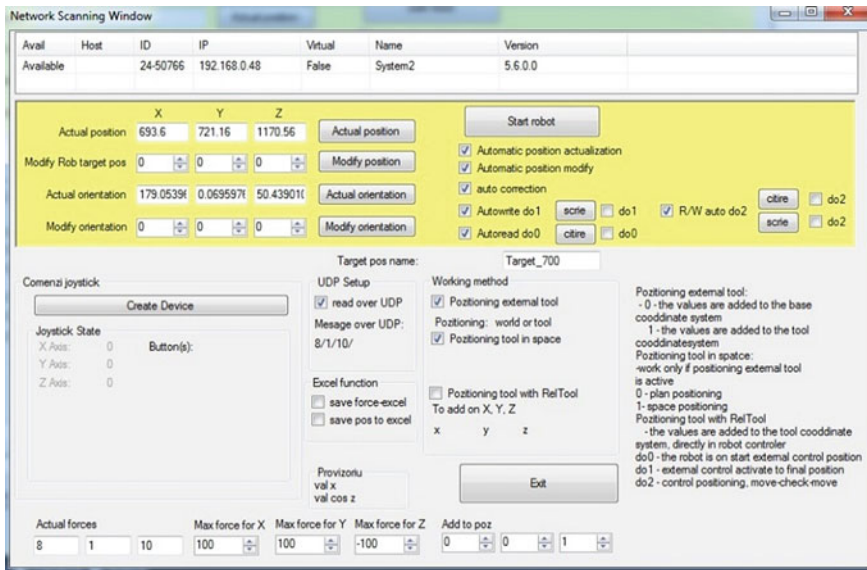 Network Scanning Window
Avail Host ID IP Virtual Name Version
Available 24-50766 192.168.0.48 False System2 5.6.0.0
X Y Z
Actual position 693.6 721.16 1170.56 Actual position
Start robot
Automatic position actualization
Modify Rob target pos 0 0 0 Modify position
Automatic position modify
auto correction
Actual orientation 179.0539 0.069597 50.43901 Actual orientation
Autowrite do1 scrie do1 R/W auto do2 citire do2
Modify orientation 0 0 0 Modify orientation
Autoread do0 citire do0 scrie do2
Target pos name: Target_700
Comenzi joystick
Create Device
Joystick State
X Axis: 0 Button(s):
Y Axis: 0
Z Axis: 0
UDP Setup
read over UDP
Mesage over UDP:
8/1/10/
Excel function
save force-excel
save pos to excel
Provizoriu
val x
val cos z
Working method
Positioning external tool
Positioning: world or tool
Positioning tool in space
Pozitioning tool with RelTool
To add on X, Y, Z
x y z
Exit
Pozitioning external tool:
- 0 - the values are added to the base
cooddinate system
1 - the values are added to the tool
cooddinatesystem
Positioning tool in spatce:
-work only if positioning external tool
is active
0 - plan positioning
1- space positioning
Positioning tool with RelTool
- the values are added to the tool cooddinate
system, directly in robot controler
do0 - the robot is on start external control position
do1 - external control activate to final position
do2 - control positioning, move-check-move
Actual forces Max force for X Max force for Y Max force for Z Add to poz
8 1 10 100 100 -100 0 0 1